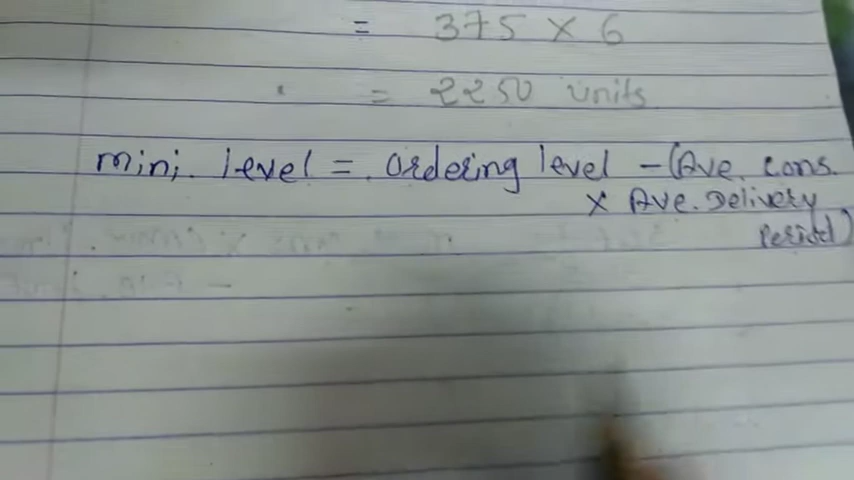 = 375 × 6
= 2250 units
mini. level = ordering level - (Ave. cons.
× Ave. Delivery
Period)